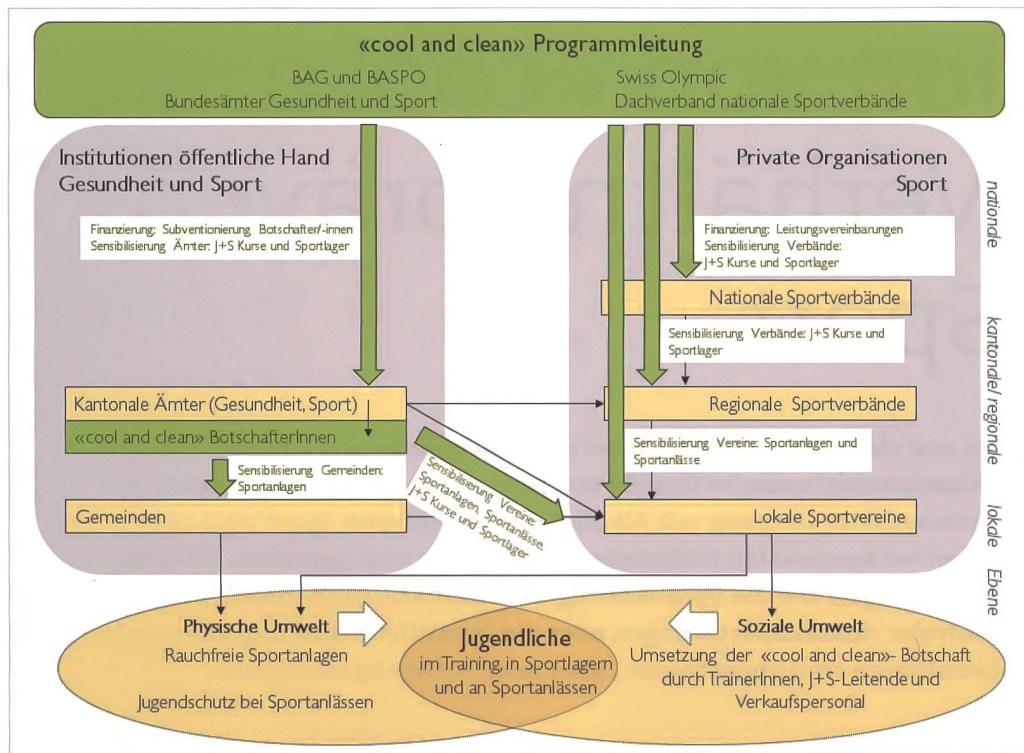 «cool and clean» Programmleitung
BAG und BASPO
Bundesämter Gesundheit und Sport
Swiss Olympic
Dachverband nationale Sportverbände
Institutionen öffentliche Hand
Gesundheit und Sport
Private Organisationen
Sport
Finanzierung: Subventionierung Botschafter/-innen
Sensibilisierung Ämter: J+S Kurse und Sportlager
Finanzierung: Leistungsvereinbarungen
Sensibilisierung Verbände:
J+S Kurse und Sportlager
Nationale Sportverbände
Sensibilisierung Verbände: J+S Kurse und
Sportlager
Kantonale Ämter (Gesundheit, Sport)
«cool and clean» BotschafterInnen
Regionale Sportverbände
Sensibilisierung Gemeinden:
Sportanlagen
Sensibilisierung Vereine:
Sportanlagen, Sportanlässe,
J+S Kurse und Sportlager
Sensibilisierung Vereine: Sportanlagen und
Sportanlässe
Gemeinden
Lokale Sportvereine
nationde
kantonde/regionde
lokale
Ebene
Physische Umwelt
Rauchfreie Sportanlagen
Jugendschutz bei Sportanlässen
Jugendliche
im Training, in Sportlagern
und an Sportanlässen
Soziale Umwelt
Umsetzung der «cool and clean»- Botschaft
durch TrainerInnen, J+S-Leitende und
Verkaufspersonal